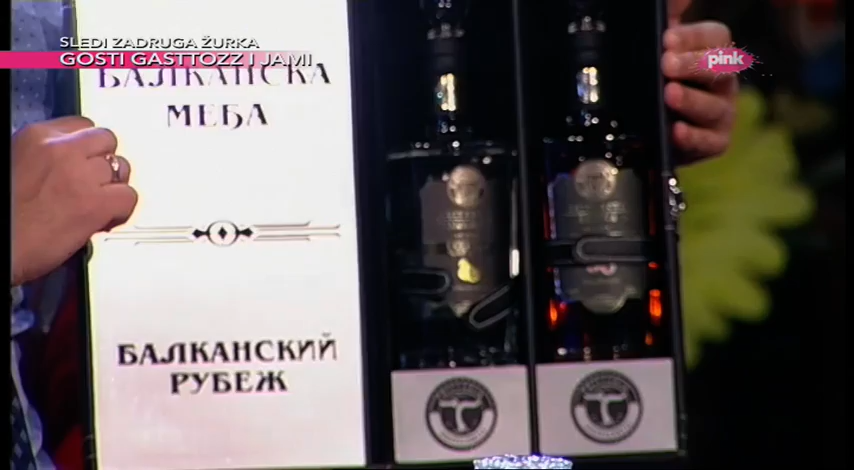 SLEDI ZADRUGA ŽURKA
GOSTI GASTTOZZ I JAMI
pink
БАЛКАНСКА
МЕЂА
БАЛКАНСКИЙ
РУБЕЖ